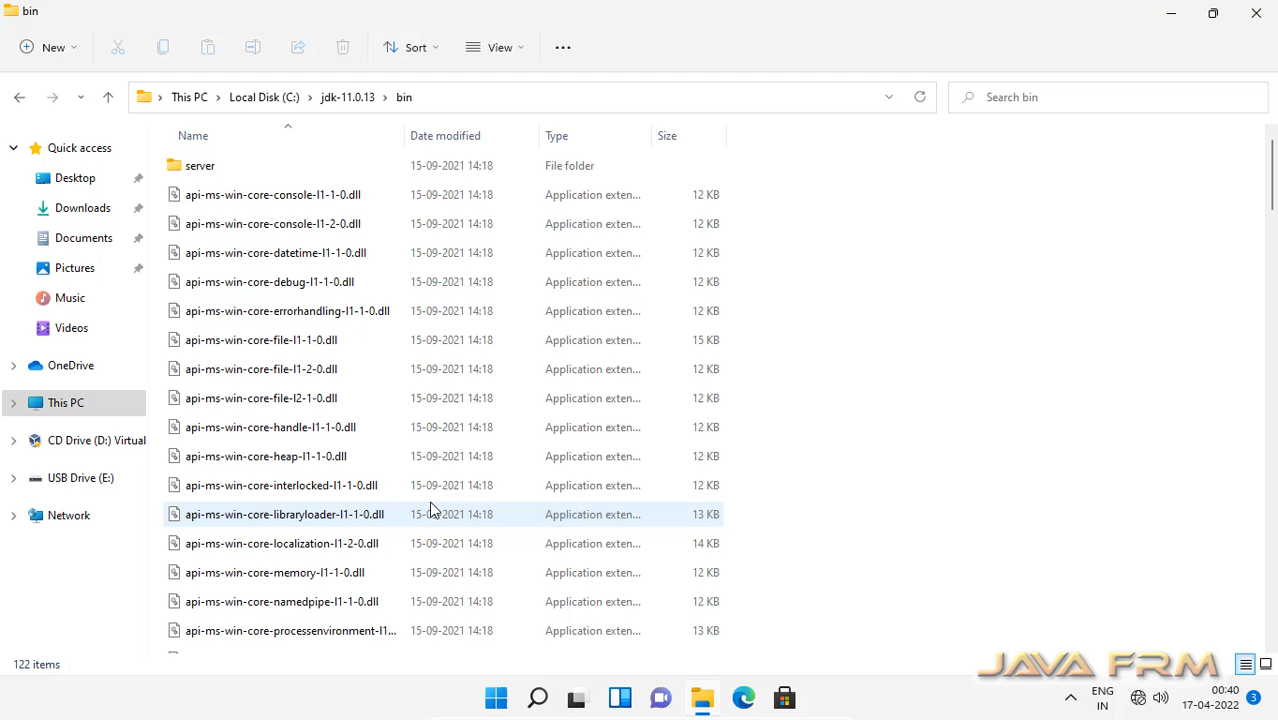 bin
New
Sort
View
This PC
Local Disk (C:)
jdk-11.0.13
bin
Search bin
Quick access
Desktop
Downloads
Documents
Pictures
Music
Videos
OneDrive
This PC
CD Drive (D:) Virtual
USB Drive (E:)
Network
Name Date modified Type Size
server 15-09-2021 14:18 File folder
api-ms-win-core-console-l1-1-0.dll 15-09-2021 14:18 Application exten... 12 KB
api-ms-win-core-console-l1-2-0.dll 15-09-2021 14:18 Application exten... 12 KB
api-ms-win-core-datetime-l1-1-0.dll 15-09-2021 14:18 Application exten... 12 KB
api-ms-win-core-debug-l1-1-0.dll 15-09-2021 14:18 Application exten... 12 KB
api-ms-win-core-errorhandling-l1-1-0.dll 15-09-2021 14:18 Application exten... 12 KB
api-ms-win-core-file-l1-1-0.dll 15-09-2021 14:18 Application exten... 15 KB
api-ms-win-core-file-l1-2-0.dll 15-09-2021 14:18 Application exten... 12 KB
api-ms-win-core-file-l2-1-0.dll 15-09-2021 14:18 Application exten... 12 KB
api-ms-win-core-handle-l1-1-0.dll 15-09-2021 14:18 Application exten... 12 KB
api-ms-win-core-heap-l1-1-0.dll 15-09-2021 14:18 Application exten... 12 KB
api-ms-win-core-interlocked-l1-1-0.dll 15-09-2021 14:18 Application exten... 12 KB
api-ms-win-core-libraryloader-l1-1-0.dll 15-09-2021 14:18 Application exten... 13 KB
api-ms-win-core-localization-l1-2-0.dll 15-09-2021 14:18 Application exten... 14 KB
api-ms-win-core-memory-l1-1-0.dll 15-09-2021 14:18 Application exten... 12 KB
api-ms-win-core-namedpipe-l1-1-0.dll 15-09-2021 14:18 Application exten... 12 KB
api-ms-win-core-processenvironment-l1... 15-09-2021 14:18 Application exten... 13 KB
122 items
JAVA FRM
ENG
IN
00:40
17-04-2022
3